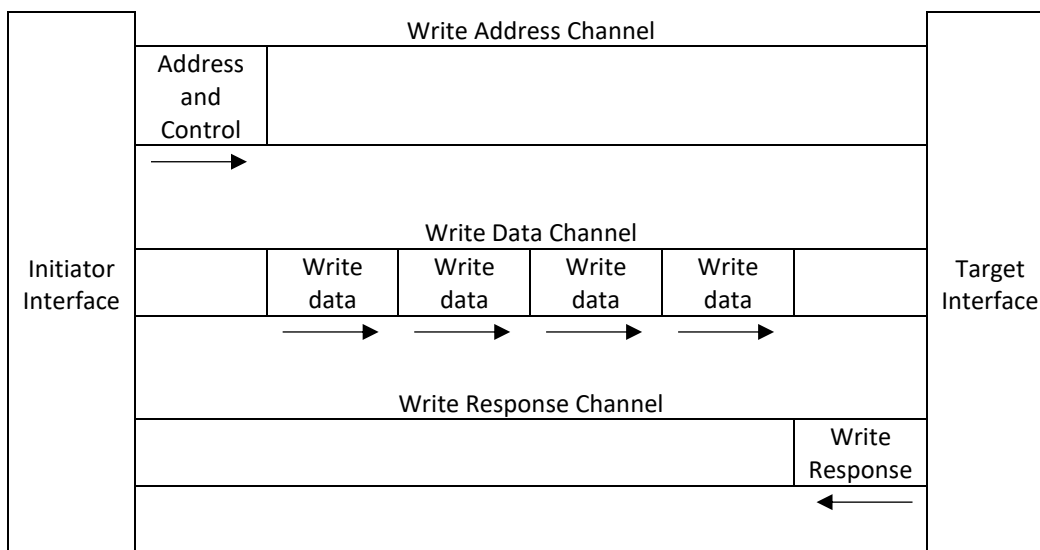 Write Address Channel
Address
and
Control
Write Data Channel
Initiator
Interface
Write
data
Write
data
Write
data
Write
data
Target
Interface
Write Response Channel
Write
Response